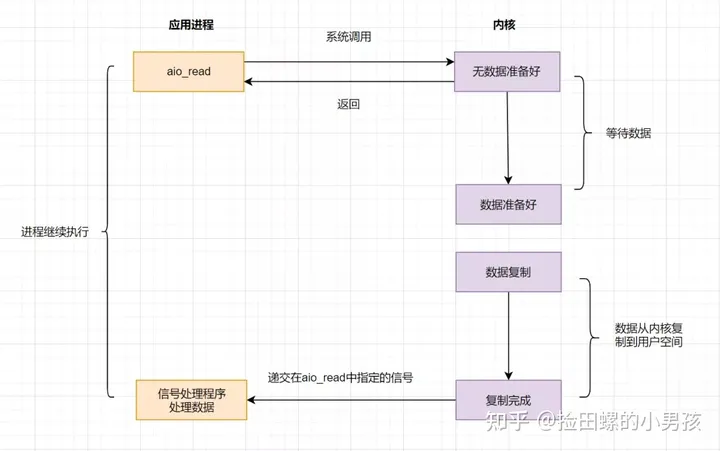 应用进程
内核
系统调用
aio_read
无数据准备好
返回
等待数据
数据准备好
进程继续执行
数据复制
数据从内核复
制到用户空间
递交在aio_read中指定的信号
信号处理程序
处理数据
复制完成
知乎 @捡田螺的小男孩